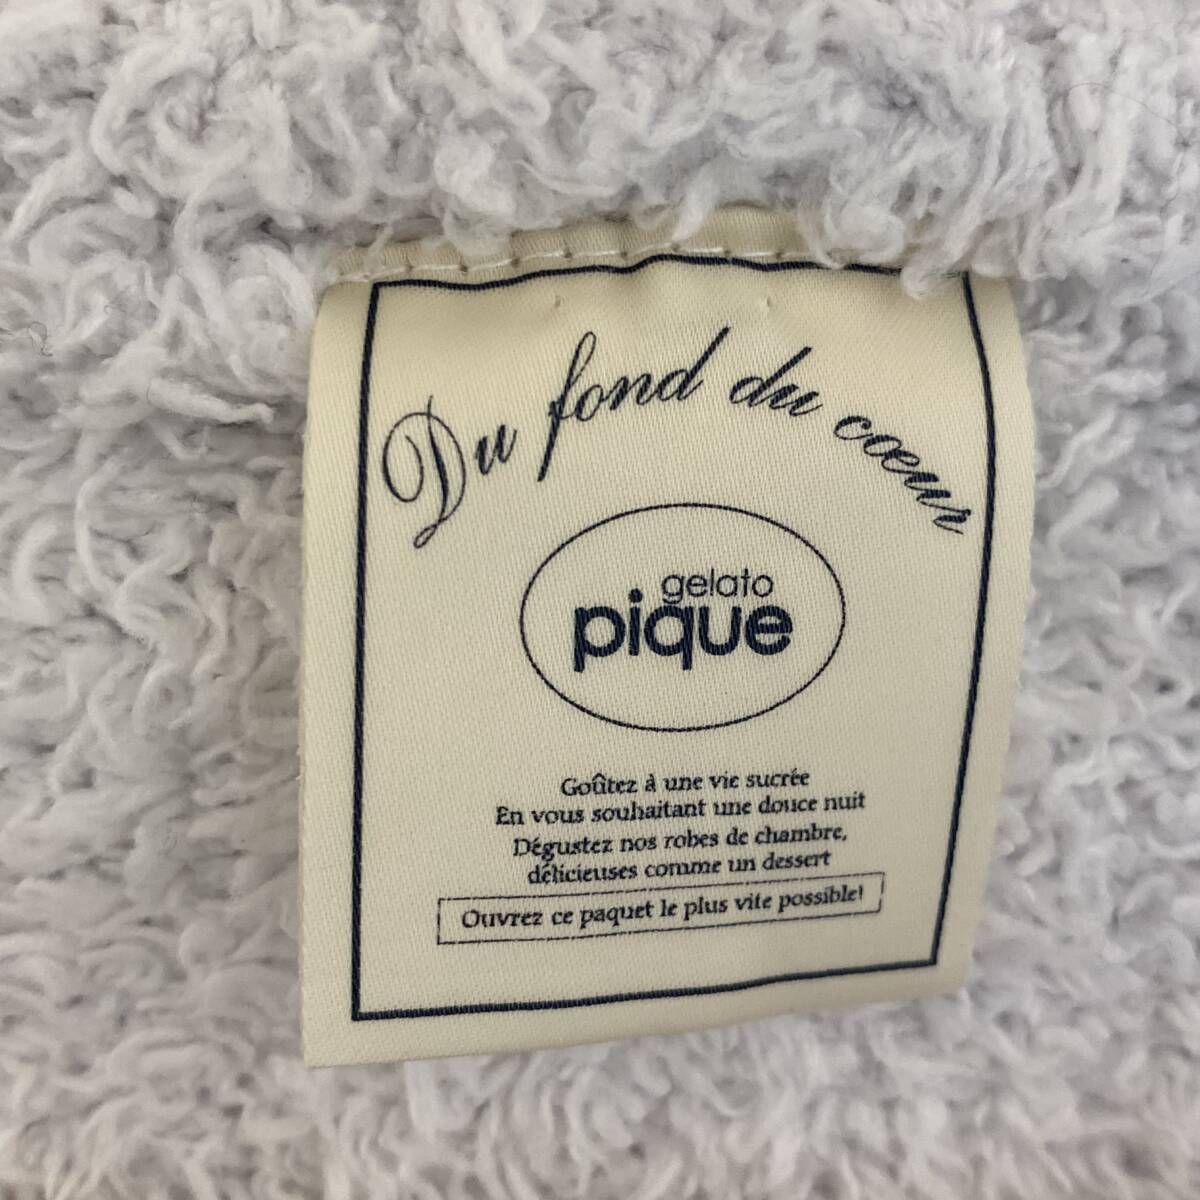 Du fond du cœur
gelato
pique
Goûtez à une vie sucrée
En vous souhaitant une douce nuit
Dégustez nos robes de chambre,
délicieuses comme un dessert
Ouvrez ce paquet le plus vite possible!